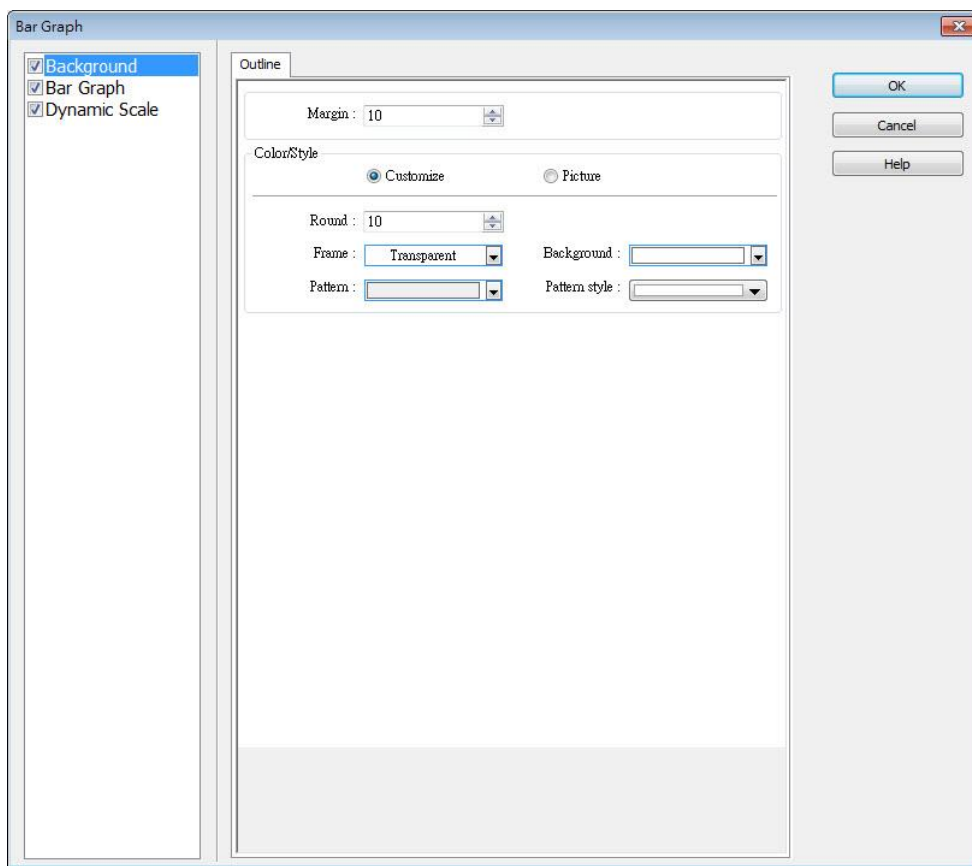 Bar Graph
Background
Bar Graph
Dynamic Scale
Outline
Margin : 10
Color/Style
Customize Picture
Round : 10
Frame : Transparent Background :
Pattern : Pattern style :
OK
Cancel
Help